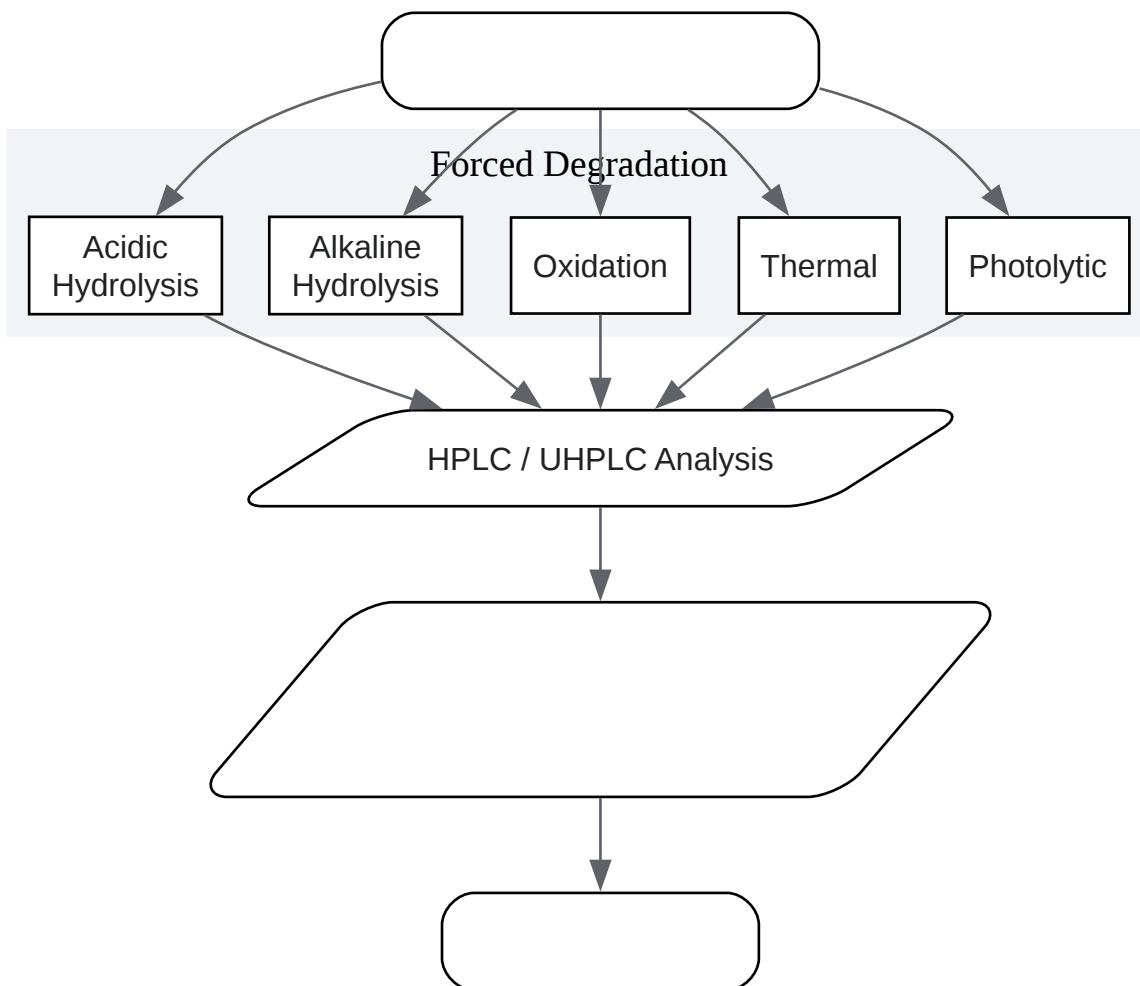 Forced Degradation
Acidic
Hydrolysis
Alkaline
Hydrolysis
Oxidation
Thermal
Photolytic
HPLC / UHPLC Analysis